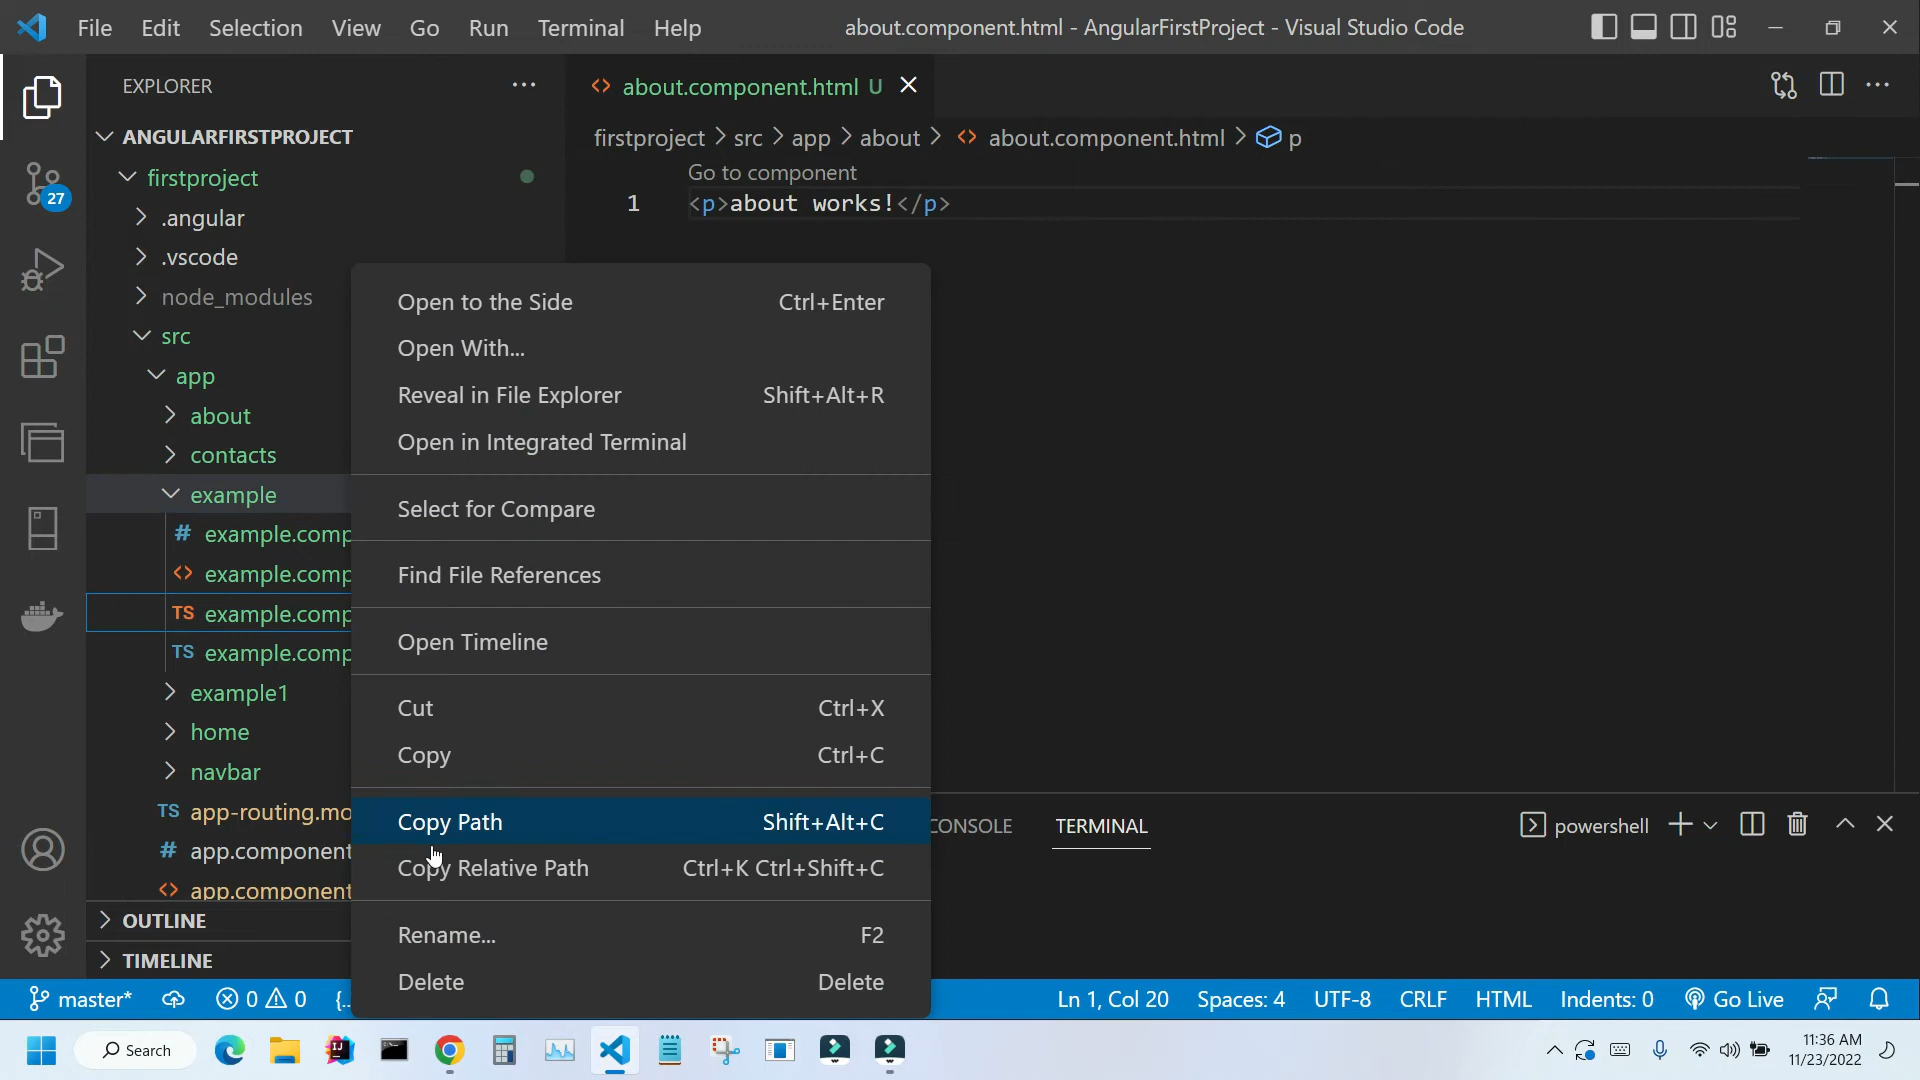 File Edit Selection View Go Run Terminal Help
about.component.html - AngularFirstProject - Visual Studio Code
EXPLORER
about.component.html U
ANGULARFIRSTPROJECT
firstproject > src > app > about > about.component.html > p
firstproject
Go to component
1 <p>about works!</p>
.angular
.vscode
node_modules
src
app
about
contacts
example
# example.comp
<> example.comp
TS example.comp
TS example.comp
example1
home
navbar
TS app-routing.mo
# app.component
<> app.component
OUTLINE
TIMELINE
27
Open to the Side Ctrl+Enter
Open With...
Reveal in File Explorer Shift+Alt+R
Open in Integrated Terminal
Select for Compare
Find File References
Open Timeline
Cut Ctrl+X
Copy Ctrl+C
Copy Path Shift+Alt+C
Copy Relative Path Ctrl+K Ctrl+Shift+C
Rename... F2
Delete Delete
CONSOLE TERMINAL powershell
master* 0 0 {.. Ln 1, Col 20 Spaces: 4 UTF-8 CRLF HTML Indents: 0 Go Live
Search
11:36 AM
11/23/2022